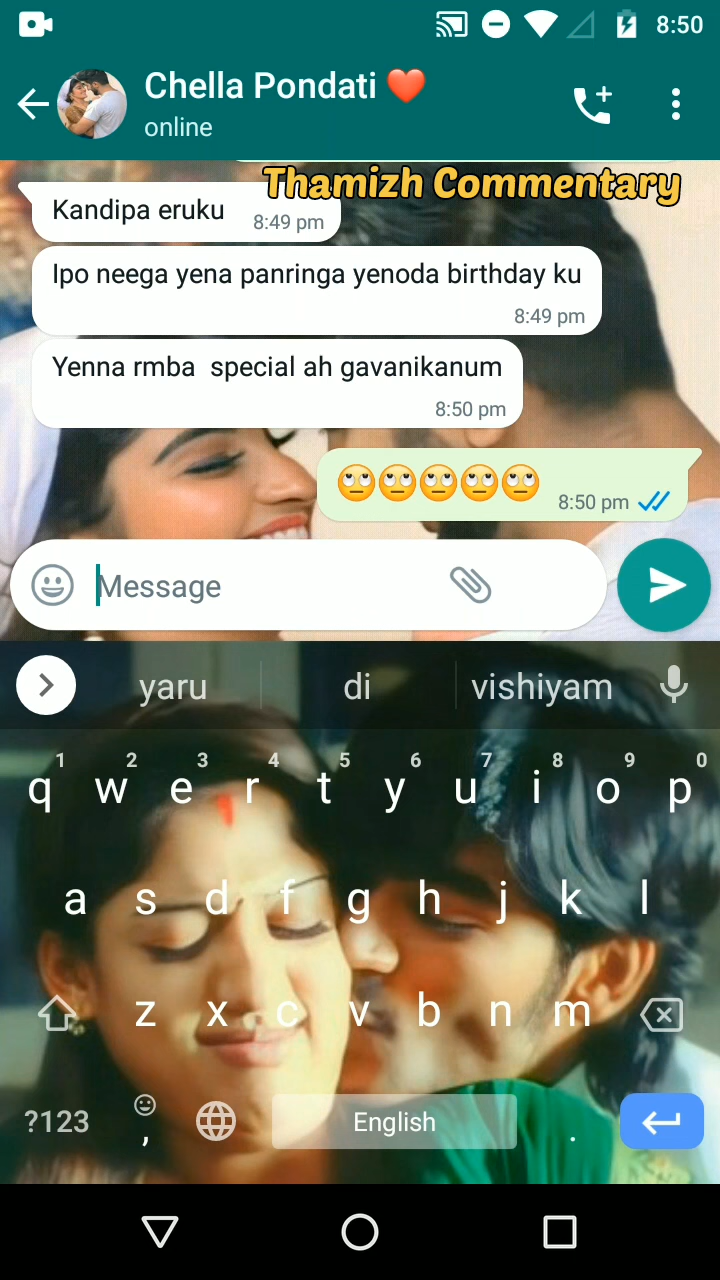 8:50
Chella Pondati ❤️
online
Thamizh Commentary
Kandipa eruku
8:49 pm
Ipo neega yena panringa yenoda birthday ku
8:49 pm
Yenna rmba  special ah gavanikanum
8:50 pm
🙄🙄🙄🙄🙄
8:50 pm
Message
yaru di vishiyam
1 2 3 4 5 6 7 8 9 0
q w e r t y u i o p
a s d f g h j k l
z x c v b n m
?123 , English .